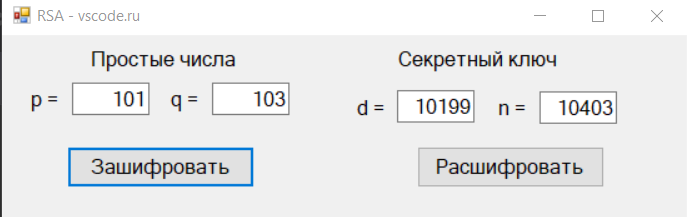 RSA - vscode.ru
Простые числа
Секретный ключ
p = 101 q = 103
d = 10199 n = 10403
Зашифровать
Расшифровать